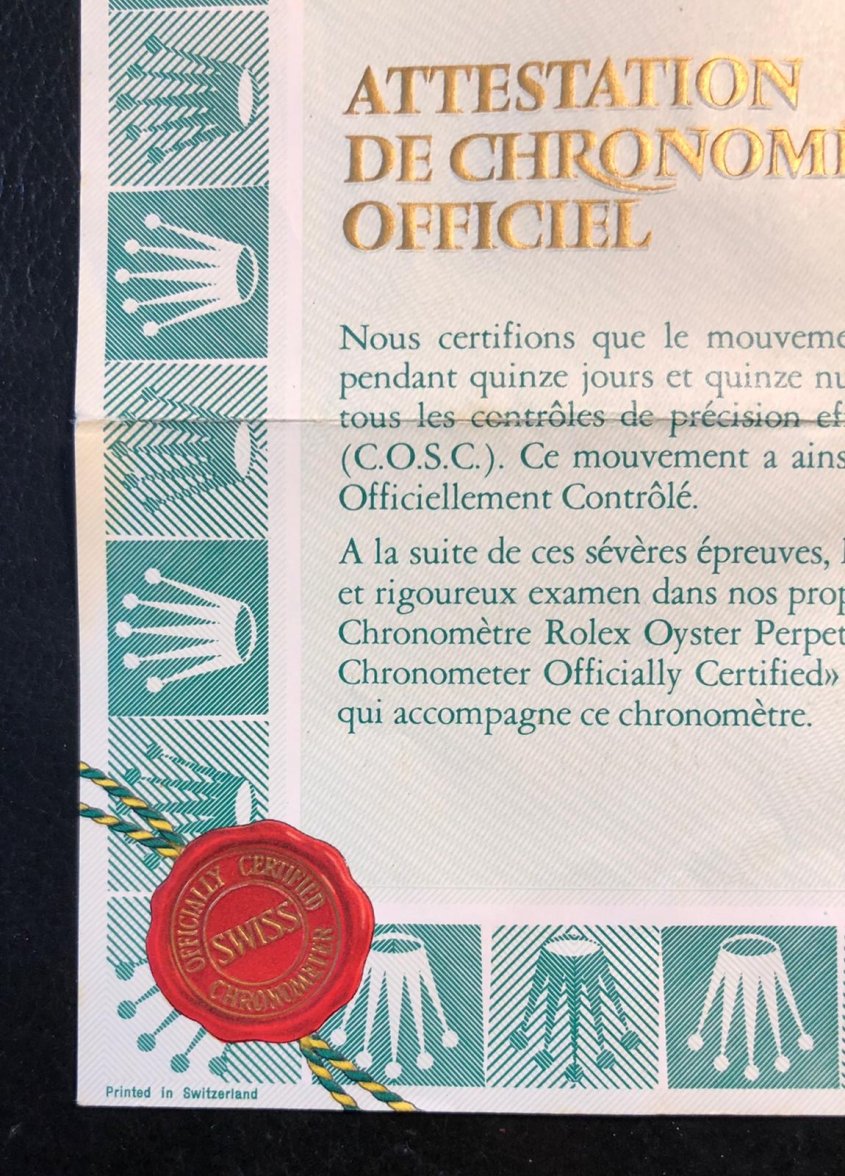 ATTESTATION
DE CHRONOMÈ
OFFICIEL
Nous certifions que le mouveme
pendant quinze jours et quinze nu
tous les contrôles de précision ef
(C.O.S.C.). Ce mouvement a ains
Officiellement Contrôlé.
A la suite de ces sévères épreuves, l
et rigoureux examen dans nos prop
Chronomètre Rolex Oyster Perpet
Chronometer Officially Certified»
qui accompagne ce chronomètre.
OFFICIALLY CERTIFIED
SWISS
CHRONOMETER
Printed in Switzerland